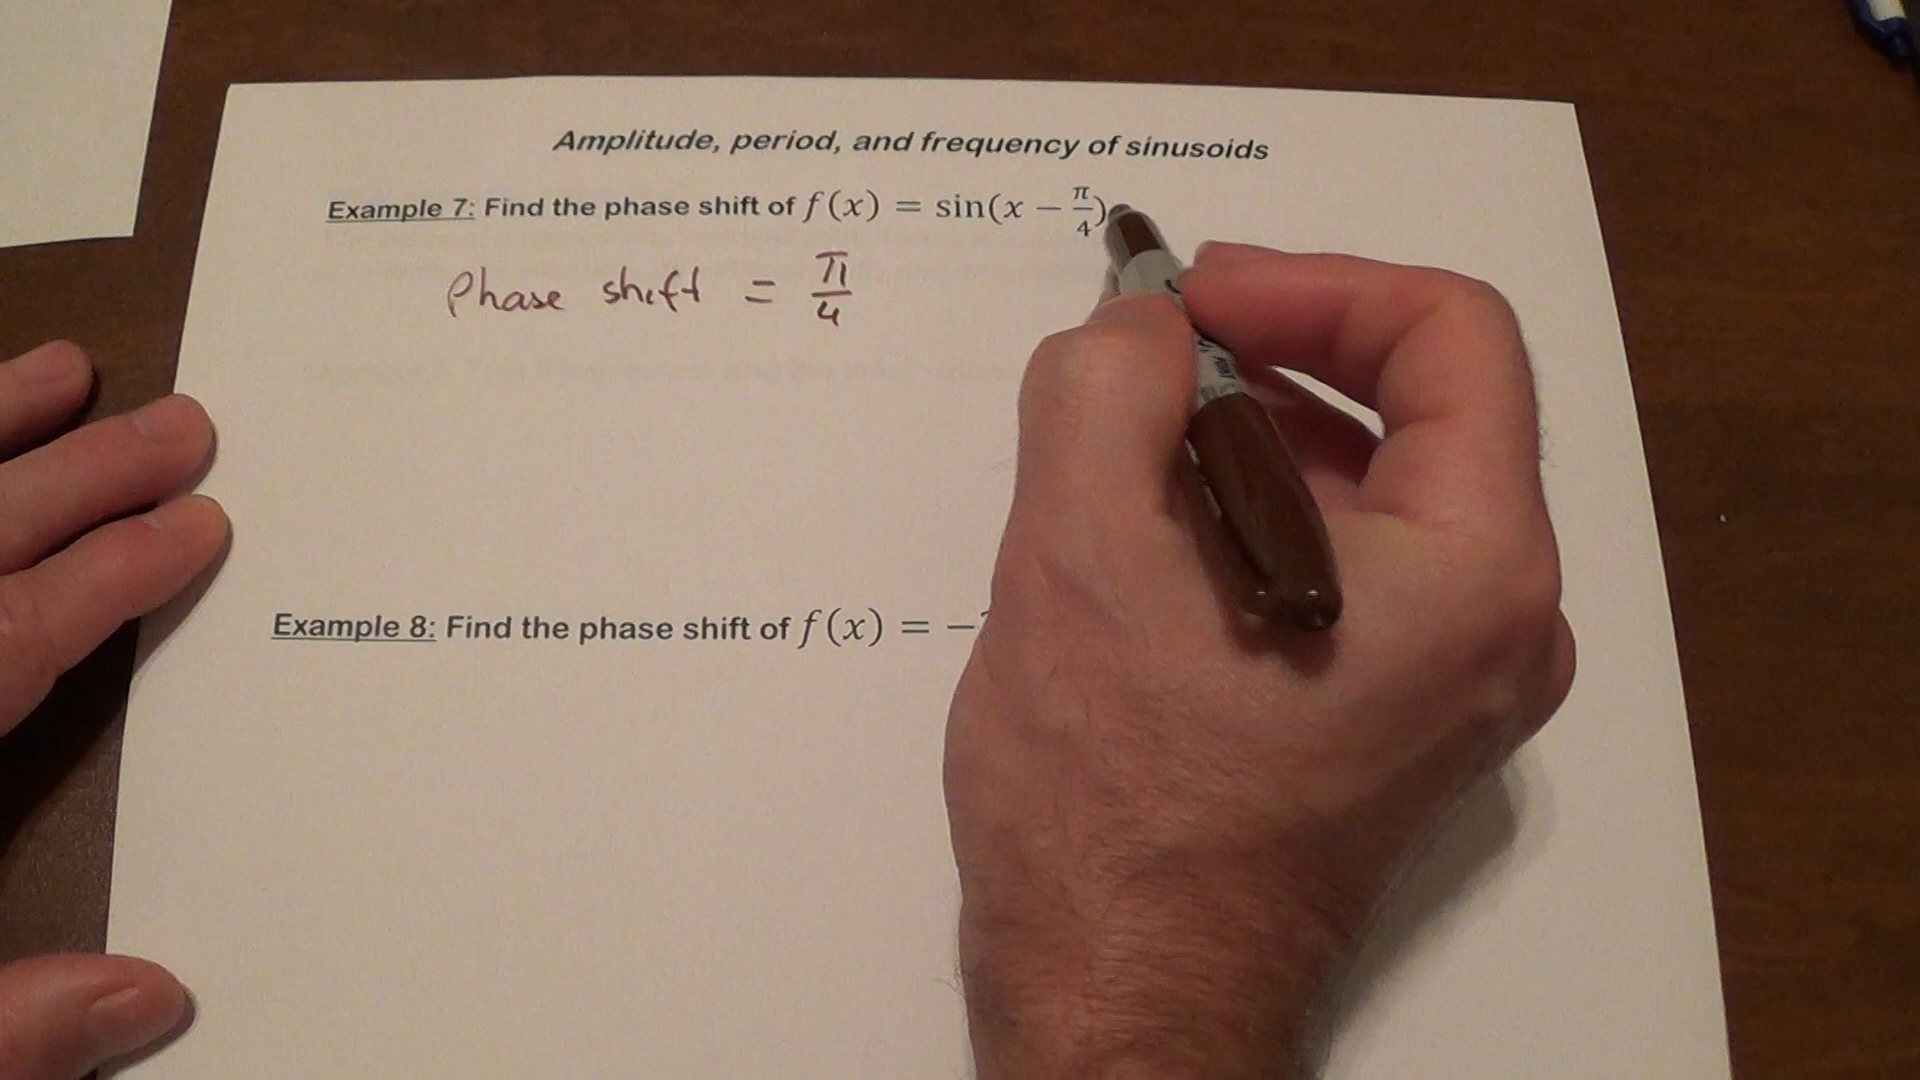 Amplitude, period, and frequency of sinusoids
Example 7: Find the phase shift of f(x) = sin(x − π/4)
Phase shift = π/4
Example 8: Find the phase shift of f(x) = −